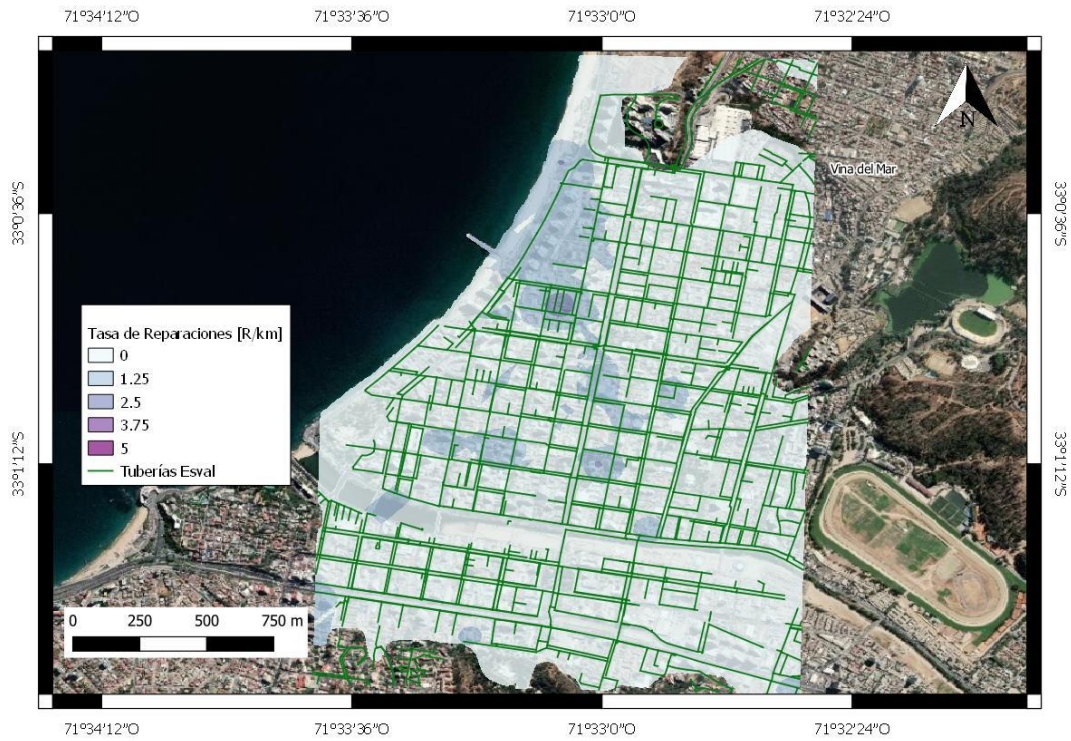 71°34'12"O
71°33'36"O
71°33'0"O
71°32'24"O
N
Vina del Mar
33°0'36"S
33°0'36"S
Tasa de Reparaciones [R/km]
0
1.25
2.5
3.75
5
Tuberías Esval
33°1'12"S
33°1'12"S
0 250 500 750 m
71°34'12"O
71°33'36"O
71°33'0"O
71°32'24"O